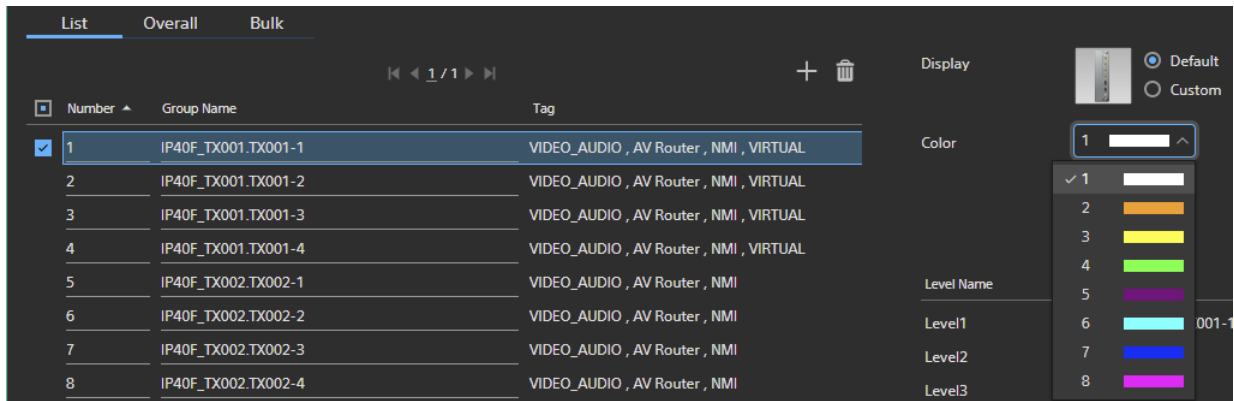 List Overall Bulk
1 / 1
Display
Default
Custom
Number Group Name Tag
Color
1
1 IP40F_TX001.TX001-1 VIDEO_AUDIO , AV Router , NMI , VIRTUAL
2 IP40F_TX001.TX001-2 VIDEO_AUDIO , AV Router , NMI , VIRTUAL
3 IP40F_TX001.TX001-3 VIDEO_AUDIO , AV Router , NMI , VIRTUAL
4 IP40F_TX001.TX001-4 VIDEO_AUDIO , AV Router , NMI , VIRTUAL
5 IP40F_TX002.TX002-1 VIDEO_AUDIO , AV Router , NMI
6 IP40F_TX002.TX002-2 VIDEO_AUDIO , AV Router , NMI
7 IP40F_TX002.TX002-3 VIDEO_AUDIO , AV Router , NMI
8 IP40F_TX002.TX002-4 VIDEO_AUDIO , AV Router , NMI
1
2
3
4
5
6
7
8
Level Name
Level1 001-1
Level2
Level3